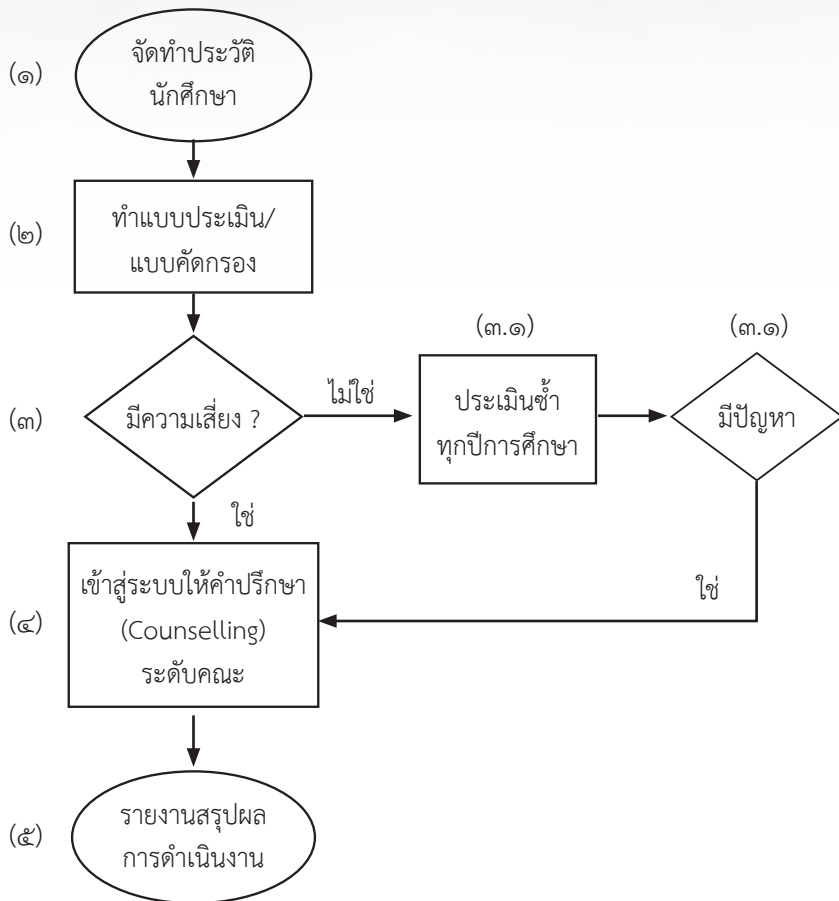 (๑)
จัดทำประวัติ
นักศึกษา
(๒)
ทำแบบประเมิน/
แบบคัดกรอง
(๓)
มีความเสี่ยง ?
ไม่ใช่
(๓.๑)
ประเมินซ้ำ
ทุกปีการศึกษา
(๓.๑)
มีปัญหา
ใช่
ใช่
(๔)
เข้าสู่ระบบให้คำปรึกษา
(Counselling)
ระดับคณะ
(๕)
รายงานสรุปผล
การดำเนินงาน